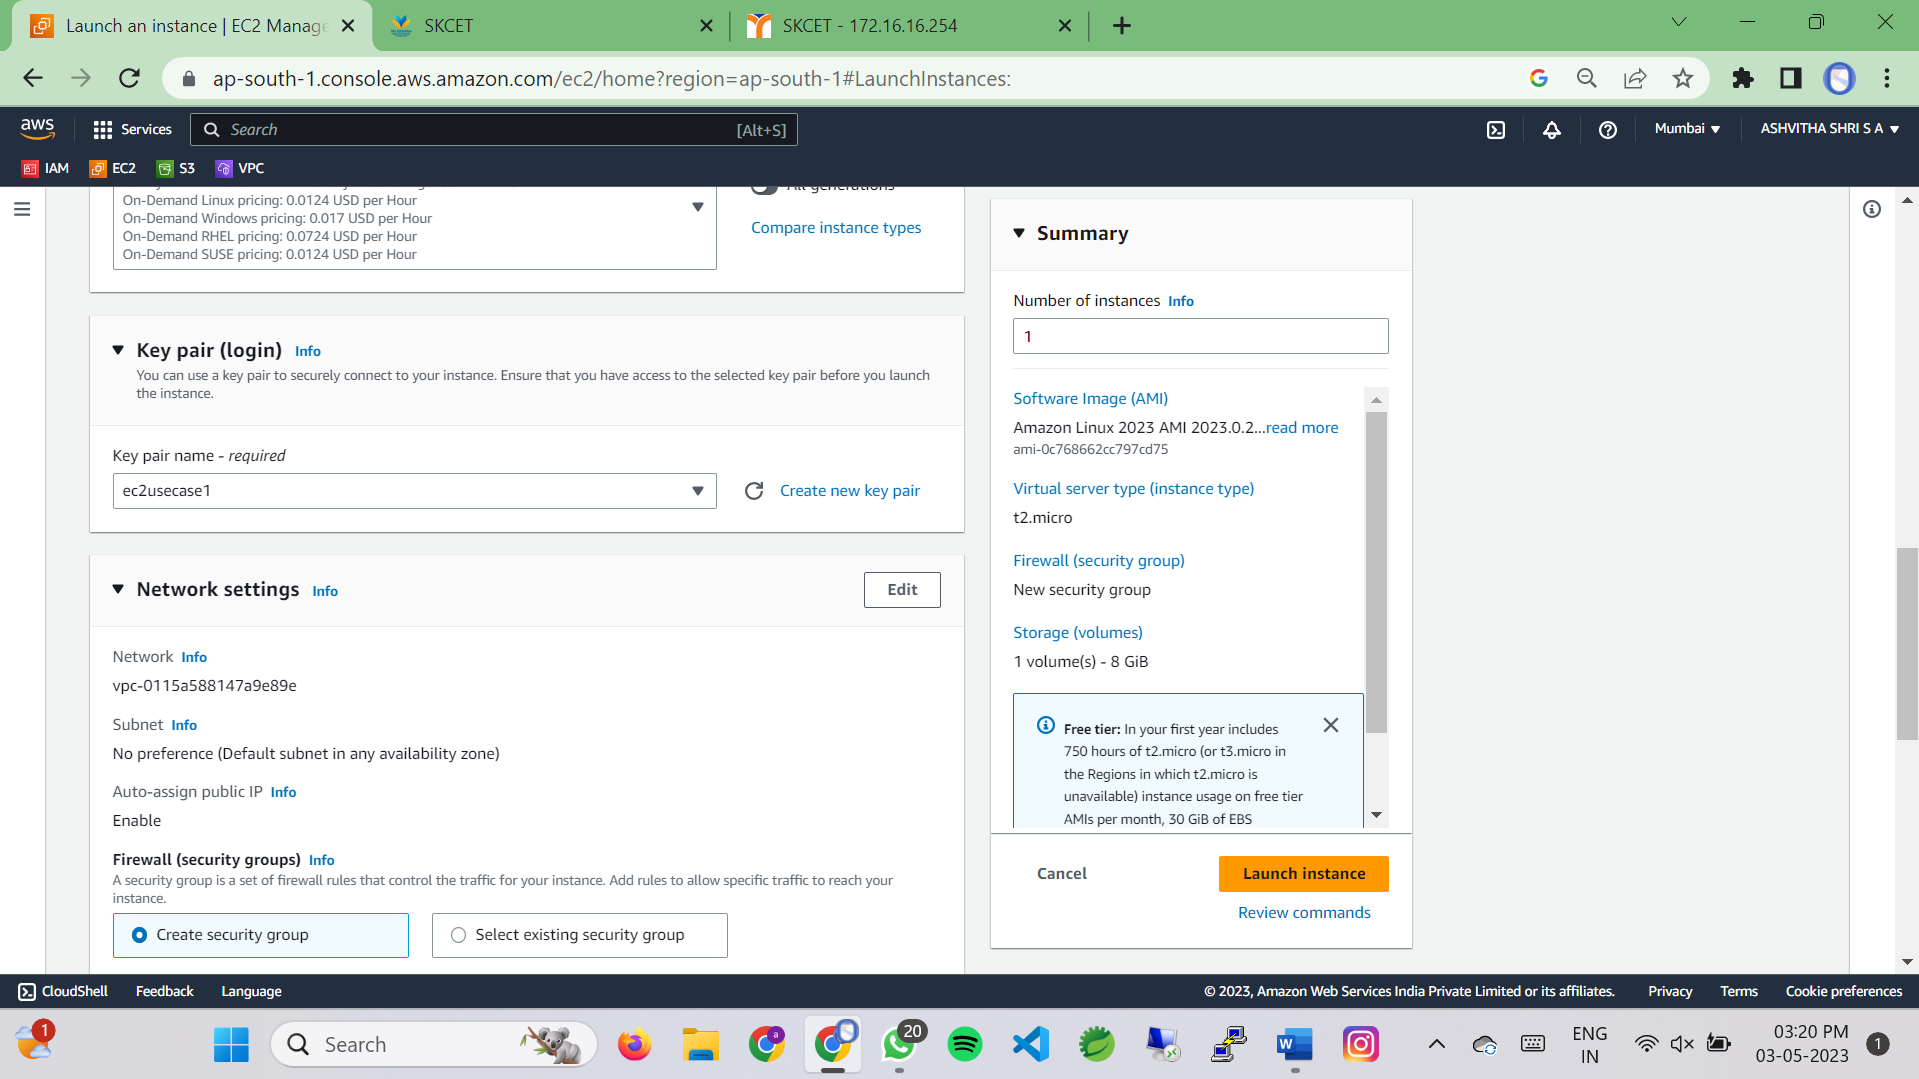 Launch an instance | EC2 Manage
SKCET
SKCET - 172.16.16.254
ap-south-1.console.aws.amazon.com/ec2/home?region=ap-south-1#LaunchInstances:
aws
Services
Search
[Alt+S]
Mumbai
ASHVITHA SHRI S A
IAM
EC2
S3
VPC
On-Demand Linux pricing: 0.0124 USD per Hour
On-Demand Windows pricing: 0.017 USD per Hour
On-Demand RHEL pricing: 0.0724 USD per Hour
On-Demand SUSE pricing: 0.0124 USD per Hour
All generations
Compare instance types
Key pair (login) Info
You can use a key pair to securely connect to your instance. Ensure that you have access to the selected key pair before you launch
the instance.
Key pair name - required
ec2usecase1
Create new key pair
Network settings Info
Edit
Network Info
vpc-0115a588147a9e89e
Subnet Info
No preference (Default subnet in any availability zone)
Auto-assign public IP Info
Enable
Firewall (security groups) Info
A security group is a set of firewall rules that control the traffic for your instance. Add rules to allow specific traffic to reach your
instance.
Create security group
Select existing security group
Summary
Number of instances Info
1
Software Image (AMI)
Amazon Linux 2023 AMI 2023.0.2...read more
ami-0c768662cc797cd75
Virtual server type (instance type)
t2.micro
Firewall (security group)
New security group
Storage (volumes)
1 volume(s) - 8 GiB
Free tier: In your first year includes
750 hours of t2.micro (or t3.micro in
the Regions in which t2.micro is
unavailable) instance usage on free tier
AMIs per month, 30 GiB of EBS
Cancel
Launch instance
Review commands
CloudShell
Feedback
Language
© 2023, Amazon Web Services India Private Limited or its affiliates.
Privacy
Terms
Cookie preferences
1
Search
a
20
W
ENG
IN
03:20 PM
03-05-2023
1